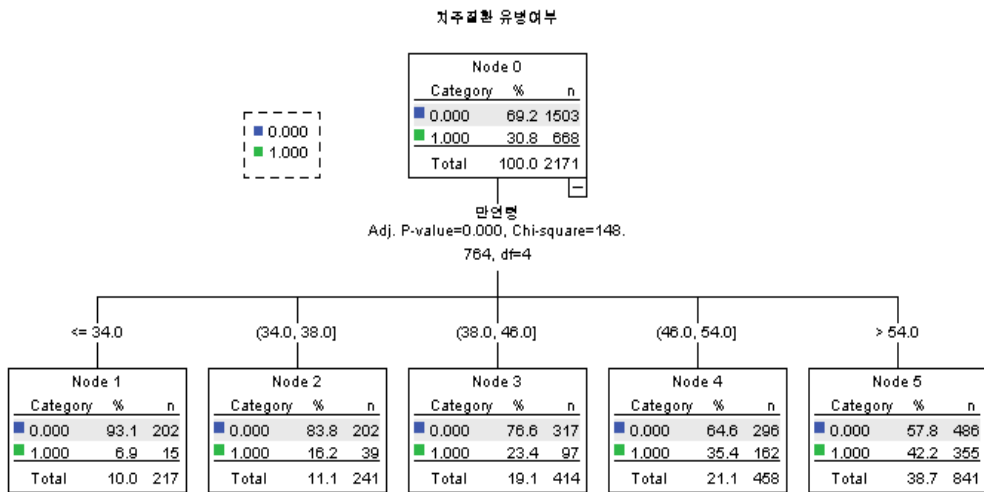 치주질환 유병여부
Node 0
Category % n
0.000 69.2 1503
1.000 30.8 668
Total 100.0 2171
0.000
1.000
만연령
Adj. P-value=0.000, Chi-square=148.
764, df=4
<= 34.0
(34.0, 38.0]
(38.0, 46.0]
(46.0, 54.0]
> 54.0
Node 1
Category % n
0.000 93.1 202
1.000 6.9 15
Total 10.0 217
Node 2
Category % n
0.000 83.8 202
1.000 16.2 39
Total 11.1 241
Node 3
Category % n
0.000 76.6 317
1.000 23.4 97
Total 19.1 414
Node 4
Category % n
0.000 64.6 296
1.000 35.4 162
Total 21.1 458
Node 5
Category % n
0.000 57.8 486
1.000 42.2 355
Total 38.7 841